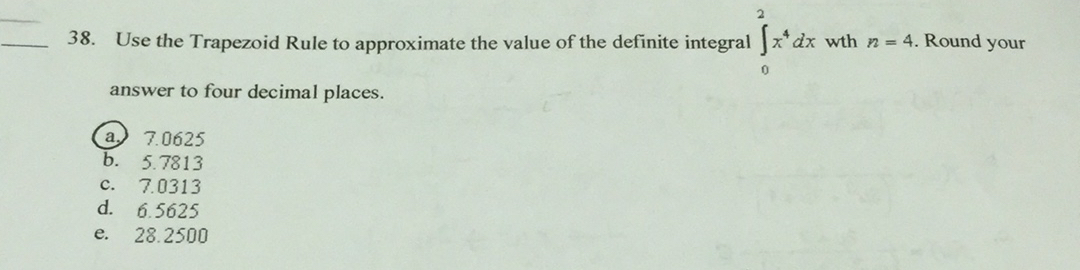 38. Use the Trapezoid Rule to approximate the value of the definite integral ∫₀² x⁴ dx wth n = 4. Round your
answer to four decimal places.
a. 7.0625
b. 5.7813
c. 7.0313
d. 6.5625
e. 28.2500